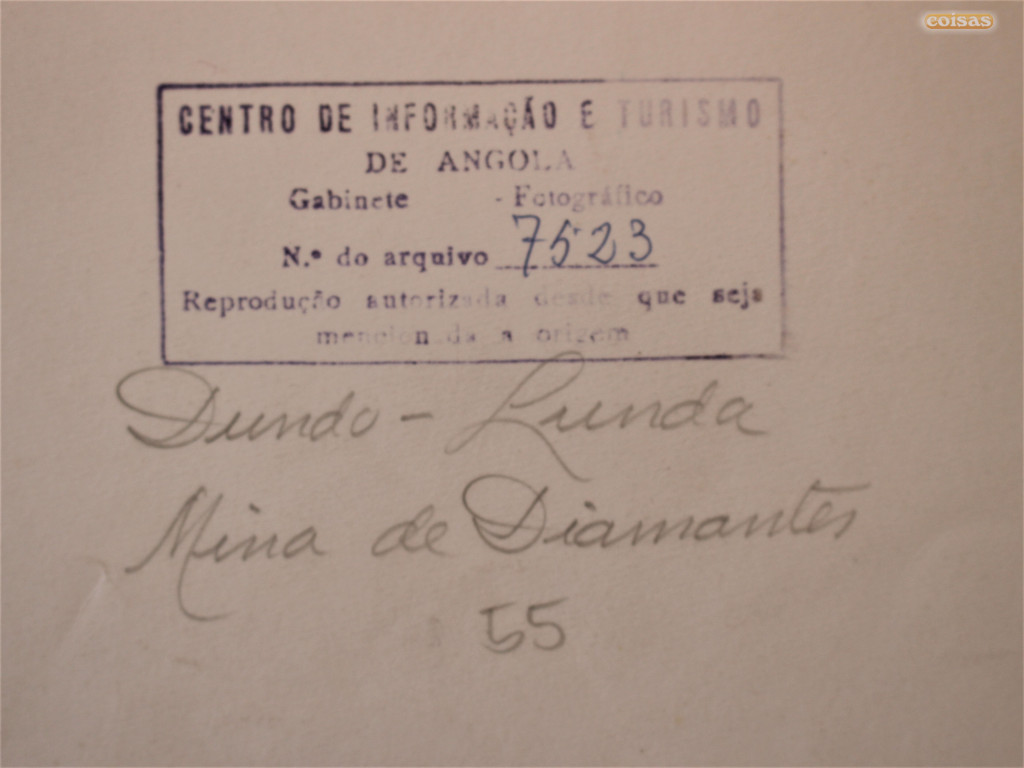 coisas
CENTRO DE INFORMAÇÃO E TURISMO
DE ANGOLA
Gabinete - Fotográfico
N.º do arquivo 7523
Reprodução autorizada desde que seja
mencionada a origem
Dundo - Lunda
Mina de Diamantes
55